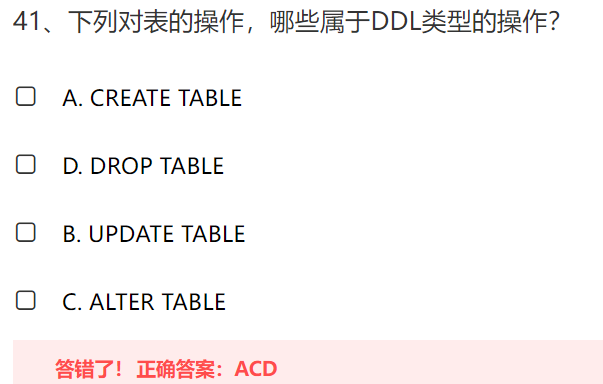 41、下列对表的操作，哪些属于DDL类型的操作？
A. CREATE TABLE
D. DROP TABLE
B. UPDATE TABLE
C. ALTER TABLE
答错了！正确答案：ACD